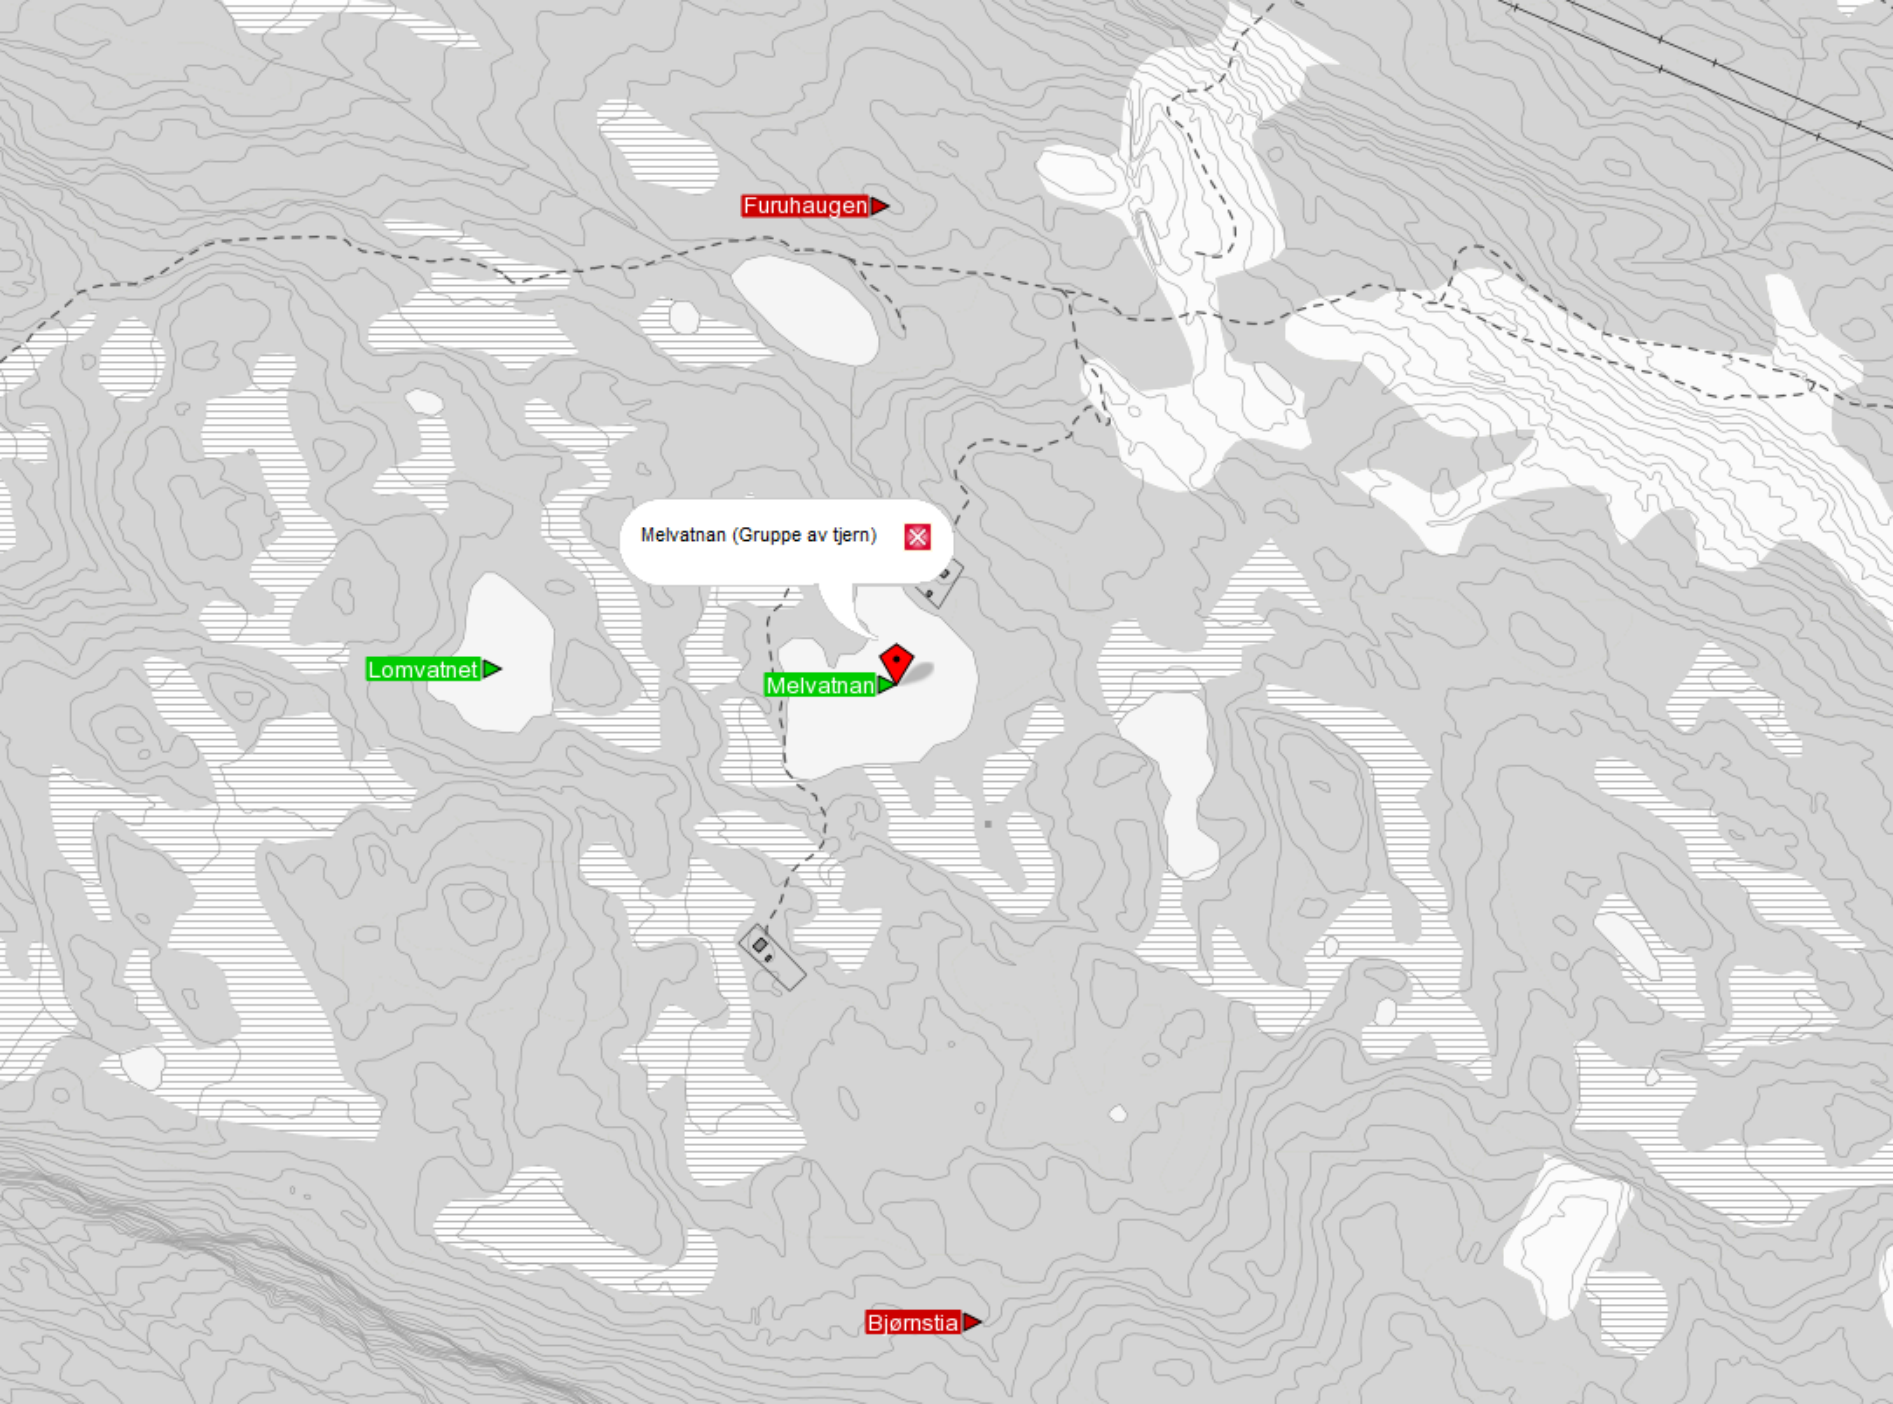 Furuhaugen
Melvatnan (Gruppe av tjern)
Lomvatnet
Melvatnan
Bjørnstia